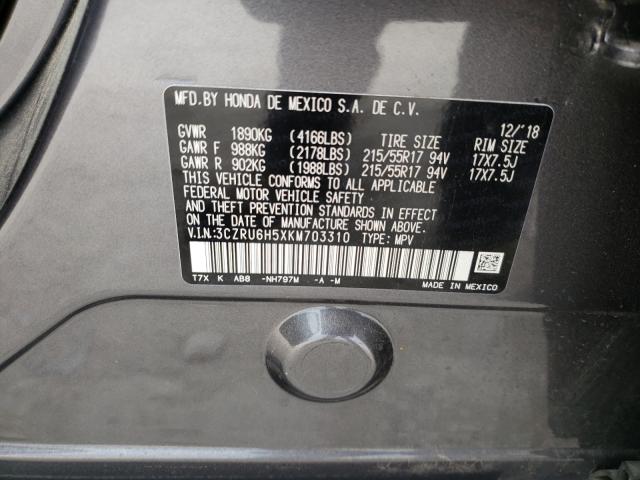 MFD.BY HONDA DE MEXICO S.A. DE C.V.
12/'18
GVWR 1890KG (4166LBS) TIRE SIZE RIM SIZE
GAWR F 988KG (2178LBS) 215/55R17 94V 17X7.5J
GAWR R 902KG (1988LBS) 215/55R17 94V 17X7.5J
THIS VEHICLE CONFORMS TO ALL APPLICABLE
FEDERAL MOTOR VEHICLE SAFETY
AND THEFT PREVENTION STANDARDS IN EFFECT
ON THE DATE OF MANUFACTURE SHOWN ABOVE.
V.I.N.:3CZRU6H5XKM703310 TYPE: MPV
T7X K AB8 -NH797M -A -M
MADE IN MEXICO